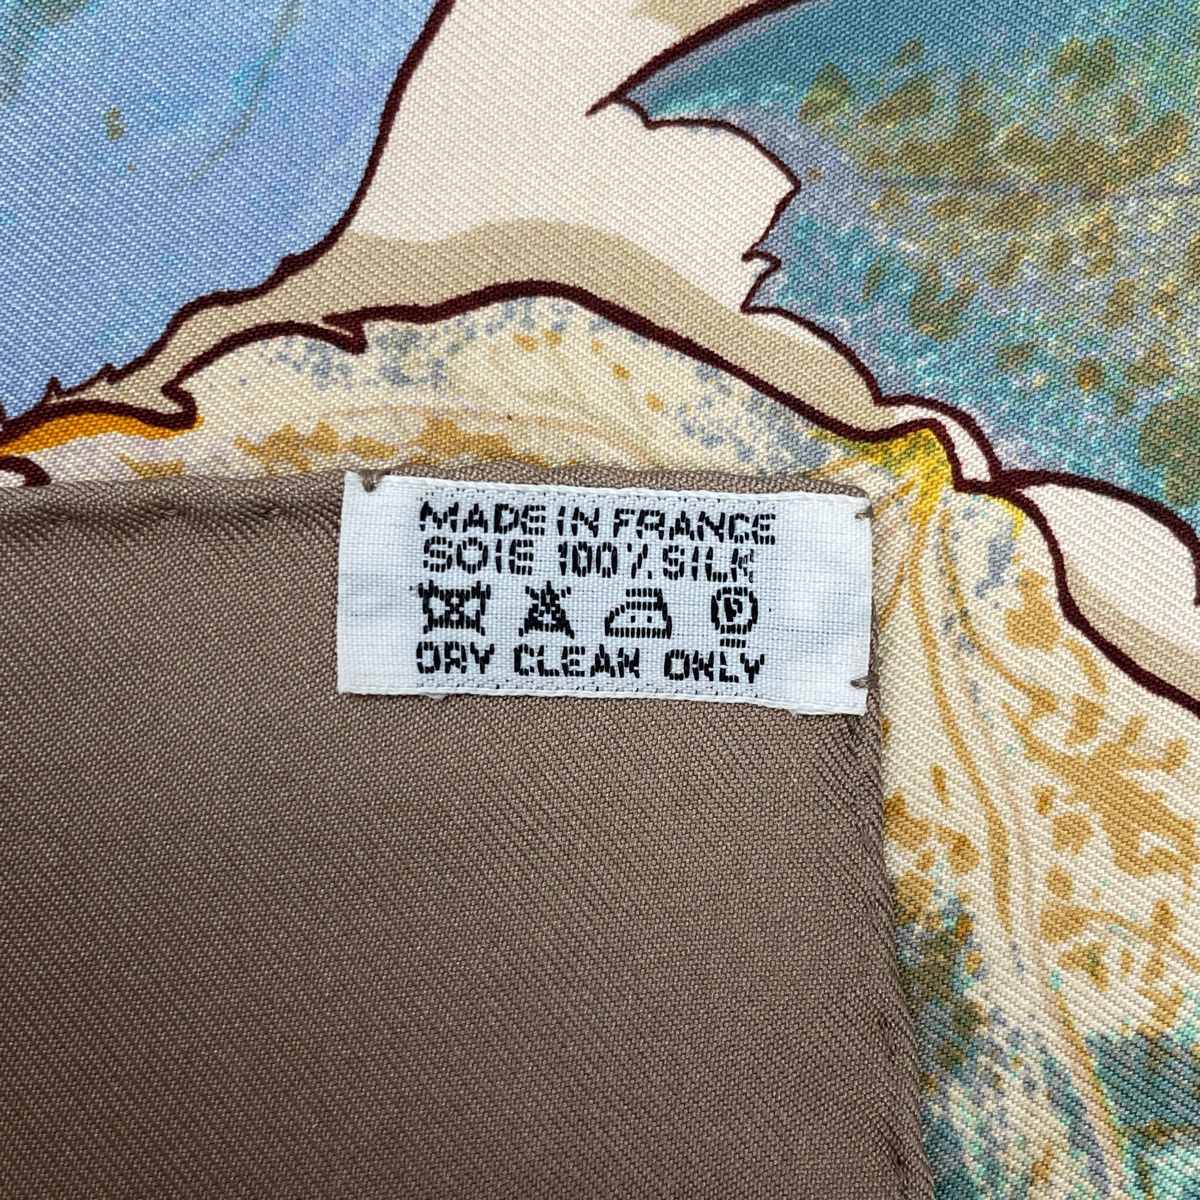 MADE IN FRANCE
SOIE 100% SILK
P
DRY CLEAN ONLY